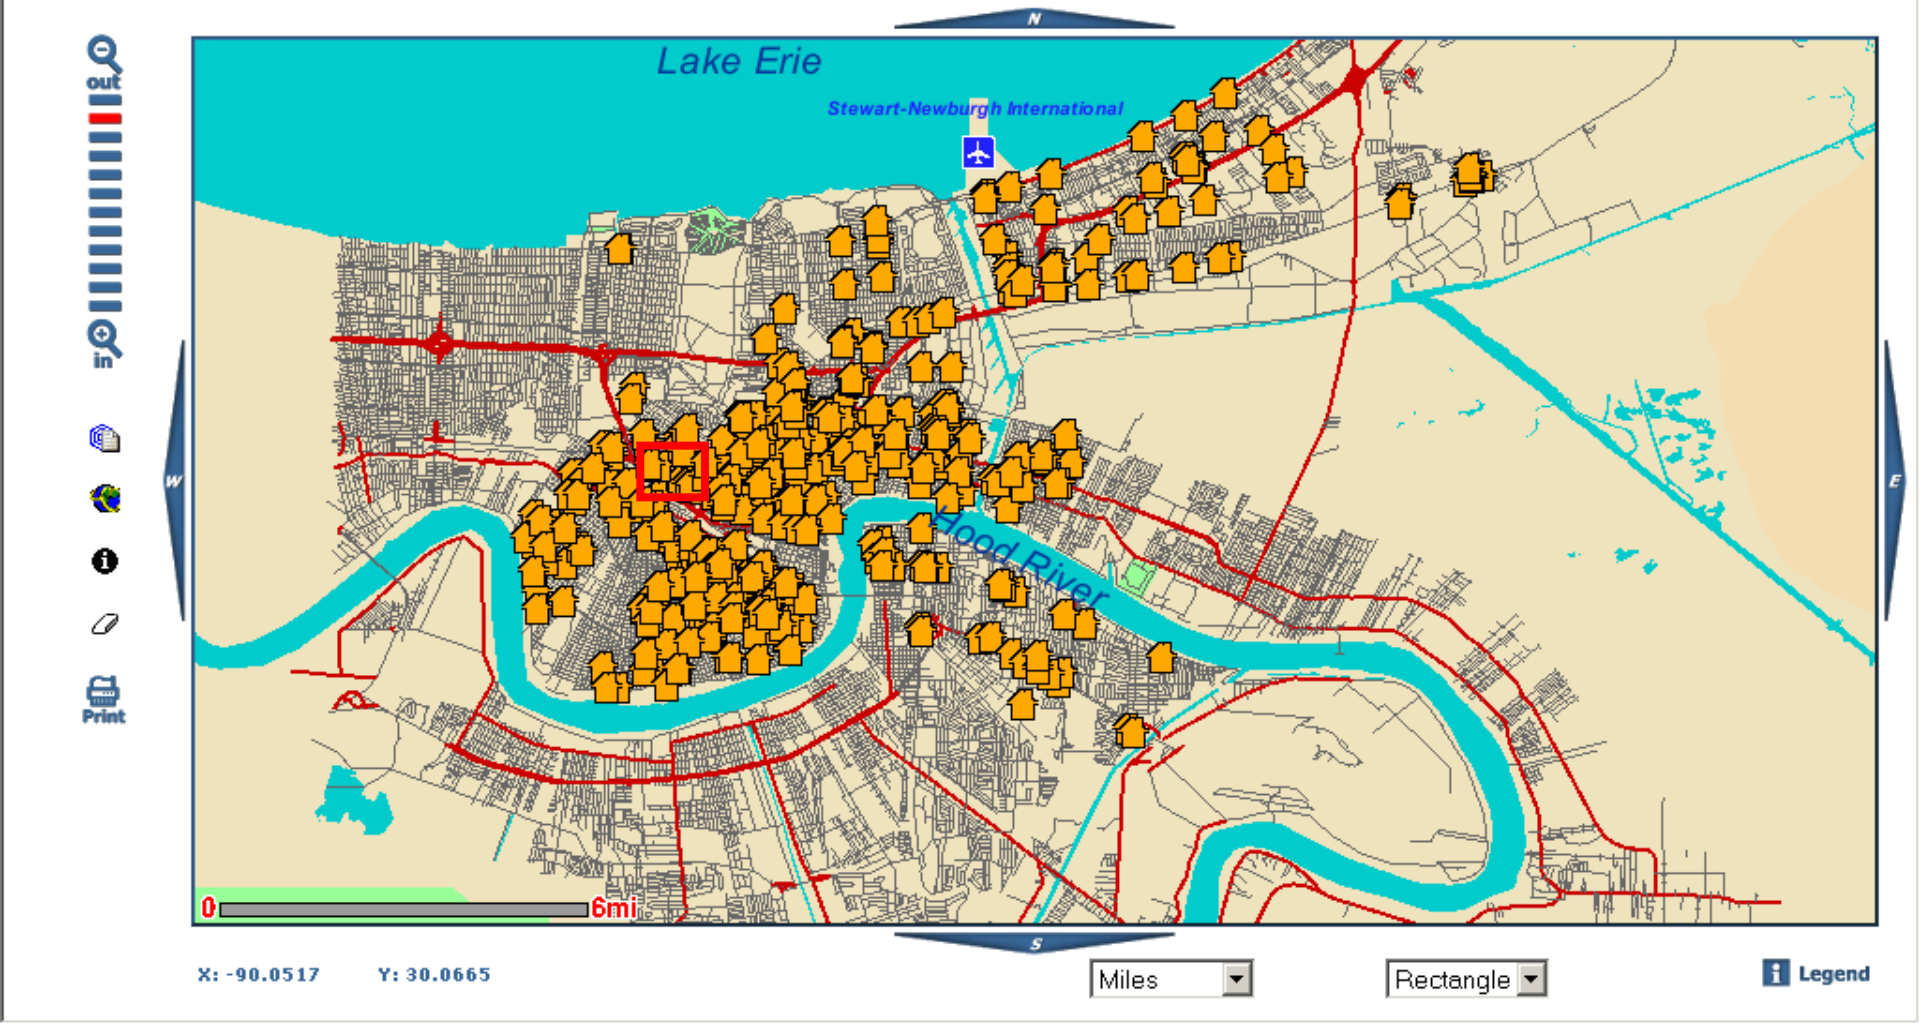 N
out
Lake Erie
Stewart-Newburgh International
in
W
E
Hood River
Print
0
6mi
S
X: -90.0517 Y: 30.0665
Miles
Rectangle
i Legend